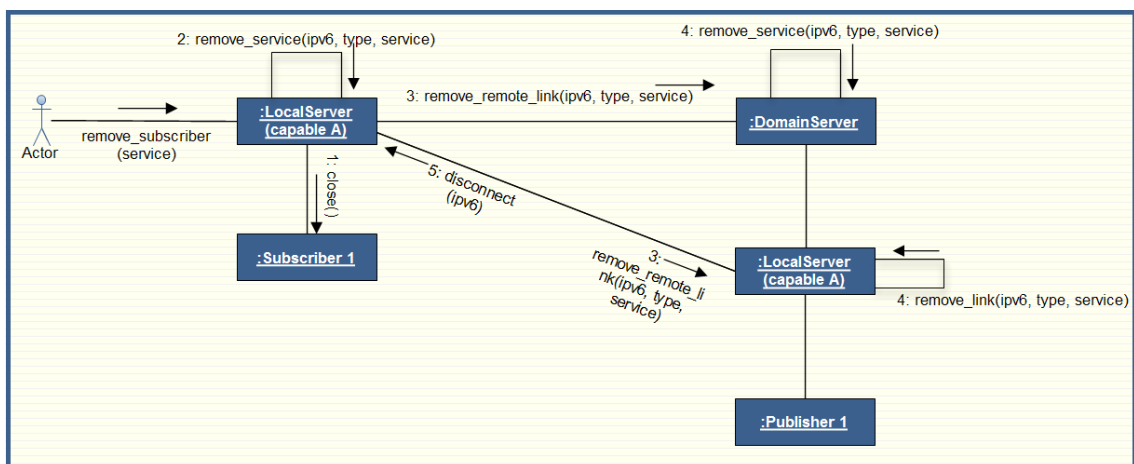 2: remove_service(ipv6, type, service)
4: remove_service(ipv6, type, service)
3: remove_remote_link(ipv6, type, service)
:LocalServer
(capable A)
:DomainServer
Actor
remove_subscriber
(service)
1: close()
5: disconnect
(ipv6)
:Subscriber 1
3:
remove_remote_li
nk(ipv6, type,
service)
:LocalServer
(capable A)
4: remove_link(ipv6, type, service)
:Publisher 1